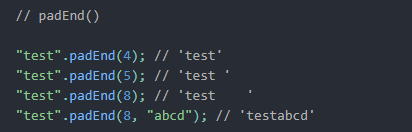 // padEnd()
"test".padEnd(4); // 'test'
"test".padEnd(5); // 'test '
"test".padEnd(8); // 'test    '
"test".padEnd(8, "abcd"); // 'testabcd'